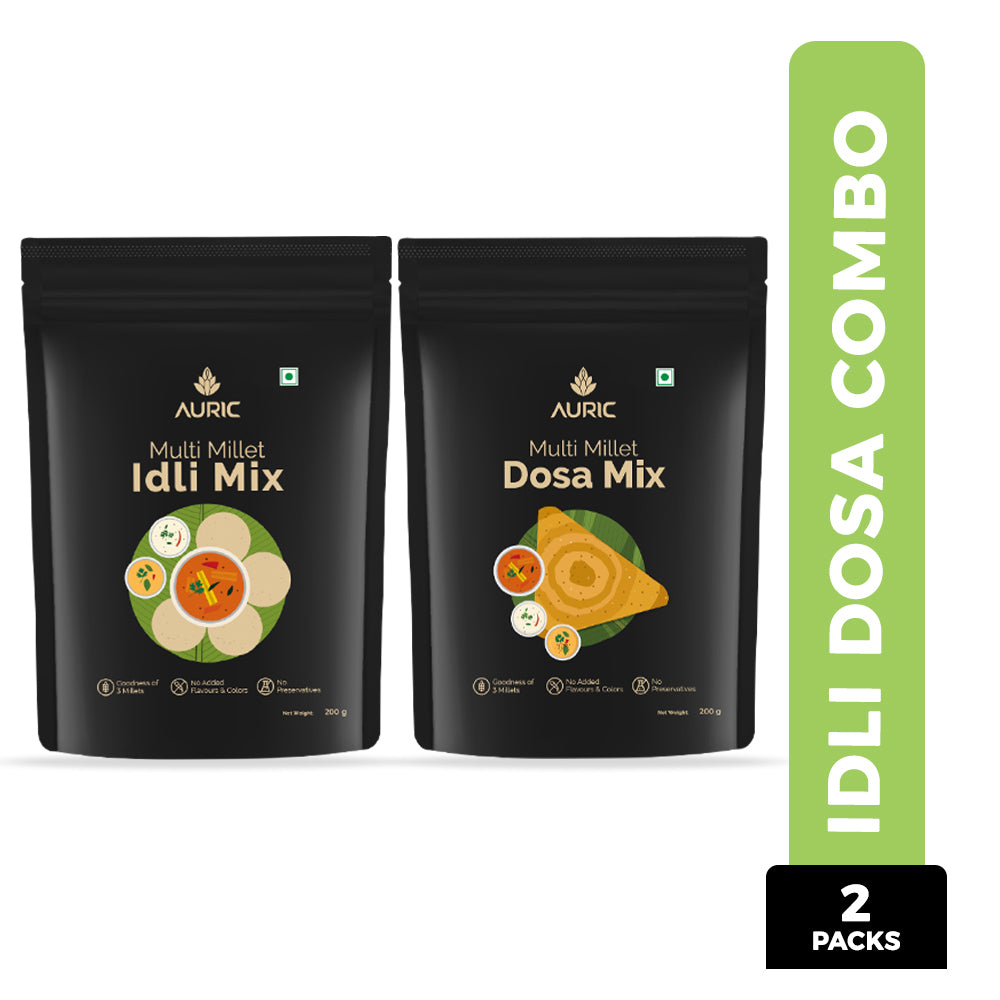 AURIC
Multi Millet
Idli Mix
Goodness of
3 Millets
No Added
Flavours & Colors
No
Preservatives
Net Weight: 200 g
AURIC
Multi Millet
Dosa Mix
Goodness of
3 Millets
No Added
Flavours & Colors
No
Preservatives
Net Weight: 200 g
IDLI DOSA COMBO
2
PACKS